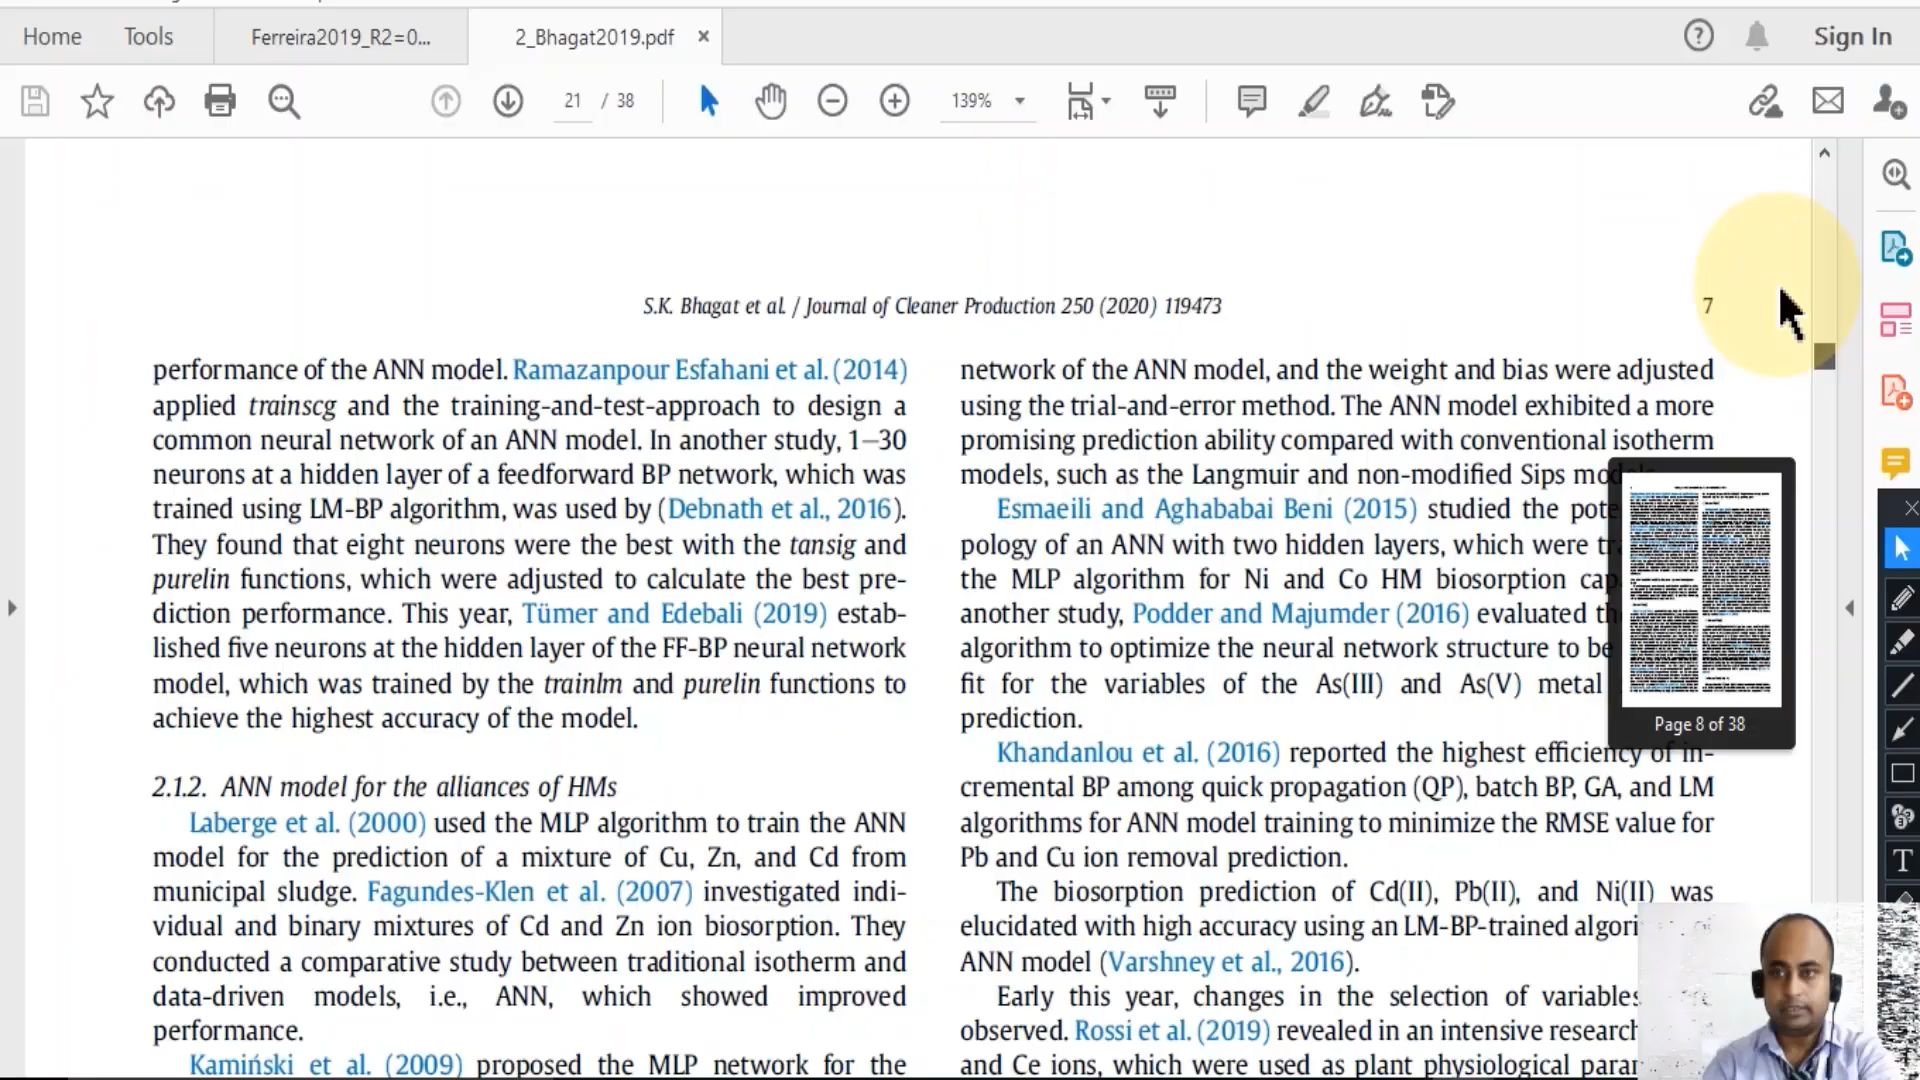 Home
Tools
Ferreira2019_R2=0...
2_Bhagat2019.pdf
Sign In
21 / 38
139%
S.K. Bhagat et al. / Journal of Cleaner Production 250 (2020) 119473
7
performance of the ANN model. Ramazanpour Esfahani et al. (2014)
applied trainscg and the training-and-test-approach to design a
common neural network of an ANN model. In another study, 1–30
neurons at a hidden layer of a feedforward BP network, which was
trained using LM-BP algorithm, was used by (Debnath et al., 2016).
They found that eight neurons were the best with the tansig and
purelin functions, which were adjusted to calculate the best pre-
diction performance. This year, Tümer and Edebali (2019) estab-
lished five neurons at the hidden layer of the FF-BP neural network
model, which was trained by the trainlm and purelin functions to
achieve the highest accuracy of the model.
2.1.2. ANN model for the alliances of HMs
Laberge et al. (2000) used the MLP algorithm to train the ANN
model for the prediction of a mixture of Cu, Zn, and Cd from
municipal sludge. Fagundes-Klen et al. (2007) investigated indi-
vidual and binary mixtures of Cd and Zn ion biosorption. They
conducted a comparative study between traditional isotherm and
data-driven models, i.e., ANN, which showed improved
performance.
Kamiński et al. (2009) proposed the MLP network for the
network of the ANN model, and the weight and bias were adjusted
using the trial-and-error method. The ANN model exhibited a more
promising prediction ability compared with conventional isotherm
models, such as the Langmuir and non-modified Sips
Esmaeili and Aghababai Beni (2015) studied the
pology of an ANN with two hidden layers, which were
the MLP algorithm for Ni and Co HM biosorption
another study, Podder and Majumder (2016) evaluated
algorithm to optimize the neural network structure to be
fit for the variables of the As(III) and As(V) metal
prediction.
Khandanlou et al. (2016) reported the highest efficiency of in-
cremental BP among quick propagation (QP), batch BP, GA, and LM
algorithms for ANN model training to minimize the RMSE value for
Pb and Cu ion removal prediction.
The biosorption prediction of Cd(II), Pb(II), and Ni(II) was
elucidated with high accuracy using an LM-BP-trained
ANN model (Varshney et al., 2016).
Early this year, changes in the selection of variables
observed. Rossi et al. (2019) revealed in an intensive research
and Ce ions, which were used as plant physiological
Page 8 of 38
T